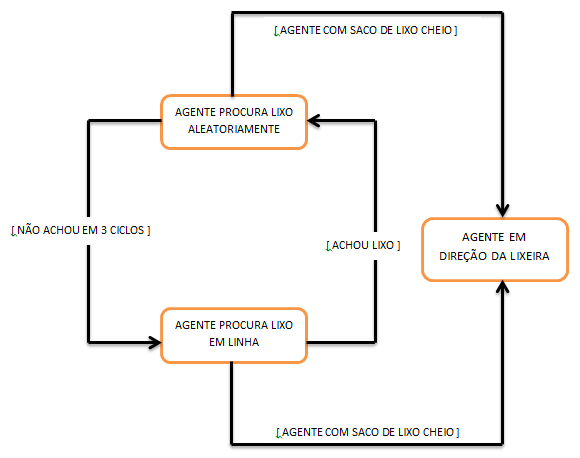 [ AGENTE COM SACO DE LIXO CHEIO ]
AGENTE PROCURA LIXO
ALEATORIAMENTE
[ NÃO ACHOU EM 3 CICLOS ]
[ ACHOU LIXO ]
AGENTE EM
DIREÇÃO DA LIXEIRA
AGENTE PROCURA LIXO
EM LINHA
[ AGENTE COM SACO DE LIXO CHEIO ]